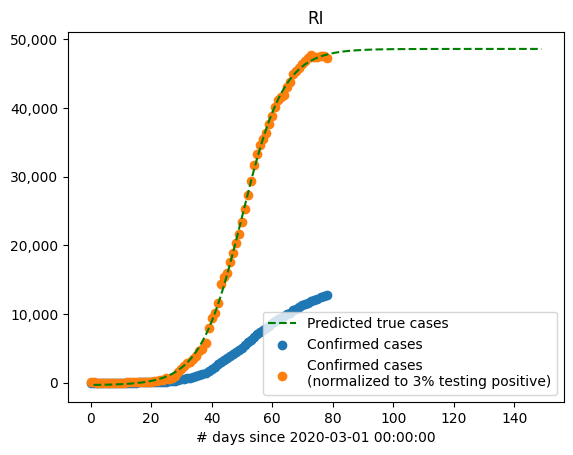 RI
50,000
40,000
30,000
20,000
10,000
0
Predicted true cases
Confirmed cases
Confirmed cases
(normalized to 3% testing positive)
0 20 40 60 80 100 120 140
# days since 2020-03-01 00:00:00